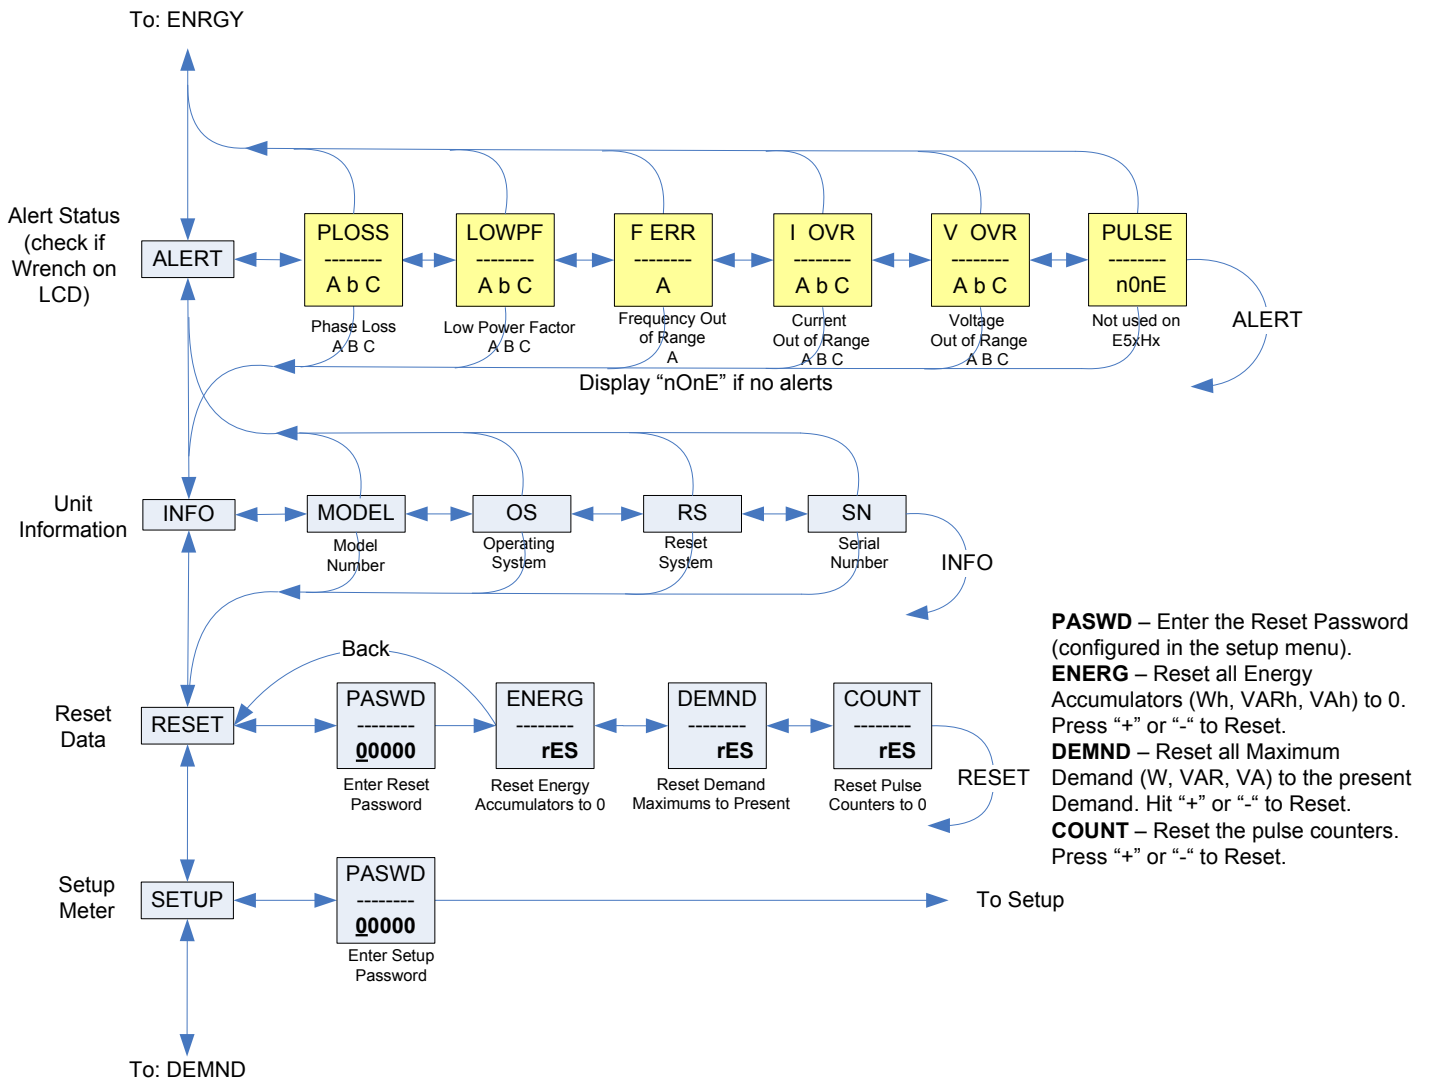 To: ENRGY
Alert Status
(check if
Wrench on
LCD)
ALERT
PLOSS
--------
A b C
Phase Loss
A B C
LOWPF
--------
A b C
Low Power Factor
A B C
F ERR
--------
A
Frequency Out
of Range
A
I OVR
--------
A b C
Current
Out of Range
A B C
V OVR
--------
A b C
Voltage
Out of Range
A B C
PULSE
--------
n0nE
Not used on
E5xHx
ALERT
Display “nOnE” if no alerts
Unit
Information
INFO
MODEL
Model
Number
OS
Operating
System
RS
Reset
System
SN
Serial
Number
INFO
Back
Reset
Data
RESET
PASWD
--------
00000
Enter Reset
Password
ENERG
--------
rES
Reset Energy
Accumulators to 0
DEMND
--------
rES
Reset Demand
Maximums to Present
COUNT
--------
rES
Reset Pulse
Counters to 0
RESET
PASWD – Enter the Reset Password
(configured in the setup menu).
ENERG – Reset all Energy
Accumulators (Wh, VARh, VAh) to 0.
Press “+” or “-“ to Reset.
DEMND – Reset all Maximum
Demand (W, VAR, VA) to the present
Demand. Hit “+” or “-“ to Reset.
COUNT – Reset the pulse counters.
Press “+” or “-“ to Reset.
Setup
Meter
SETUP
PASWD
--------
00000
Enter Setup
Password
To Setup
To: DEMND